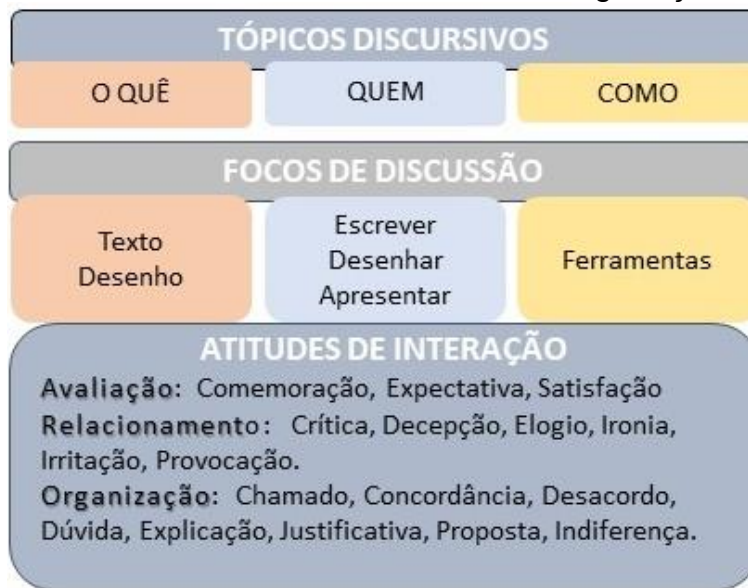 TÓPICOS DISCURSIVOS
O QUÊ
QUEM
COMO
FOCOS DE DISCUSSÃO
Texto
Desenho
Escrever
Desenhar
Apresentar
Ferramentas
ATITUDES DE INTERAÇÃO
Avaliação: Comemoração, Expectativa, Satisfação
Relacionamento: Crítica, Decepção, Elogio, Ironia,
Irritação, Provocação.
Organização: Chamado, Concordância, Desacordo,
Dúvida, Explicação, Justificativa, Proposta, Indiferença.